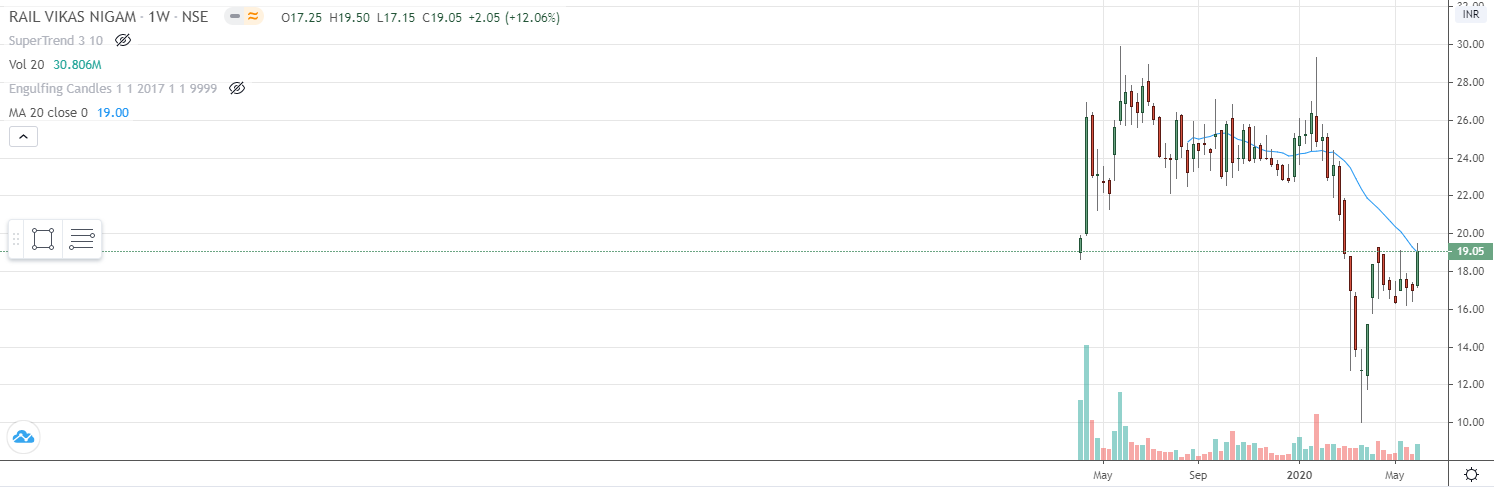 RAIL VIKAS NIGAM · 1W · NSE O17.25 H19.50 L17.15 C19.05 +2.05 (+12.06%)
SuperTrend 3 10
Vol 20 30.806M
Engulfing Candles 1 1 2017 1 1 9999
MA 20 close 0 19.00
32.00
INR
30.00
28.00
26.00
24.00
22.00
20.00
19.05
18.00
16.00
14.00
12.00
10.00
May Sep 2020 May